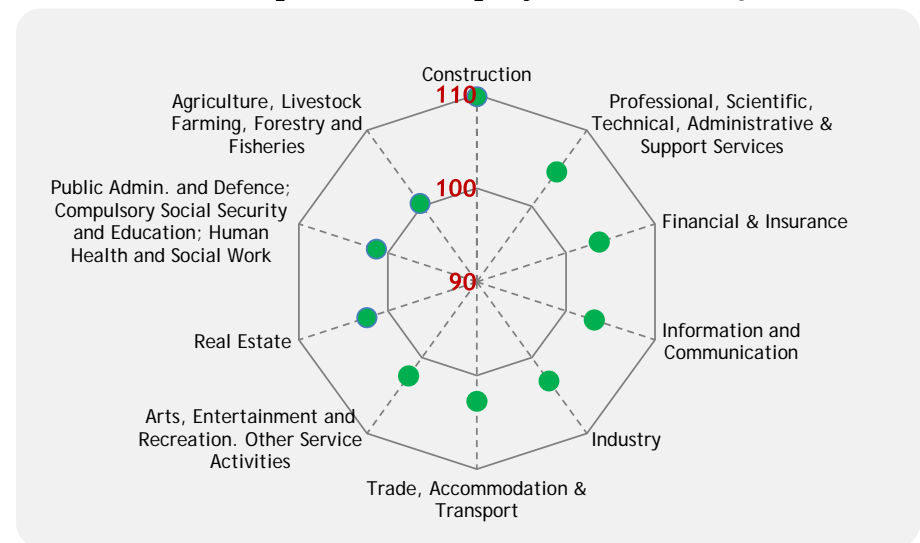 Construction
110
Agriculture, Livestock
Farming, Forestry and
Fisheries
Professional, Scientific,
Technical, Administrative &
Support Services
100
Public Admin. and Defence;
Compulsory Social Security
and Education; Human
Health and Social Work
Financial & Insurance
90
Real Estate
Information and
Communication
Arts, Entertainment and
Recreation. Other Service
Activities
Industry
Trade, Accommodation &
Transport